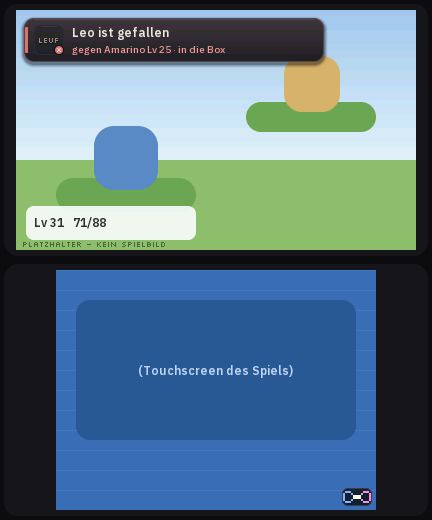 Leo ist gefallen
LEUF
gegen Amarino Lv 25 · in die Box
Lv 31 71/88
PLATZHALTER — KEIN SPIELBILD
(Touchscreen des Spiels)